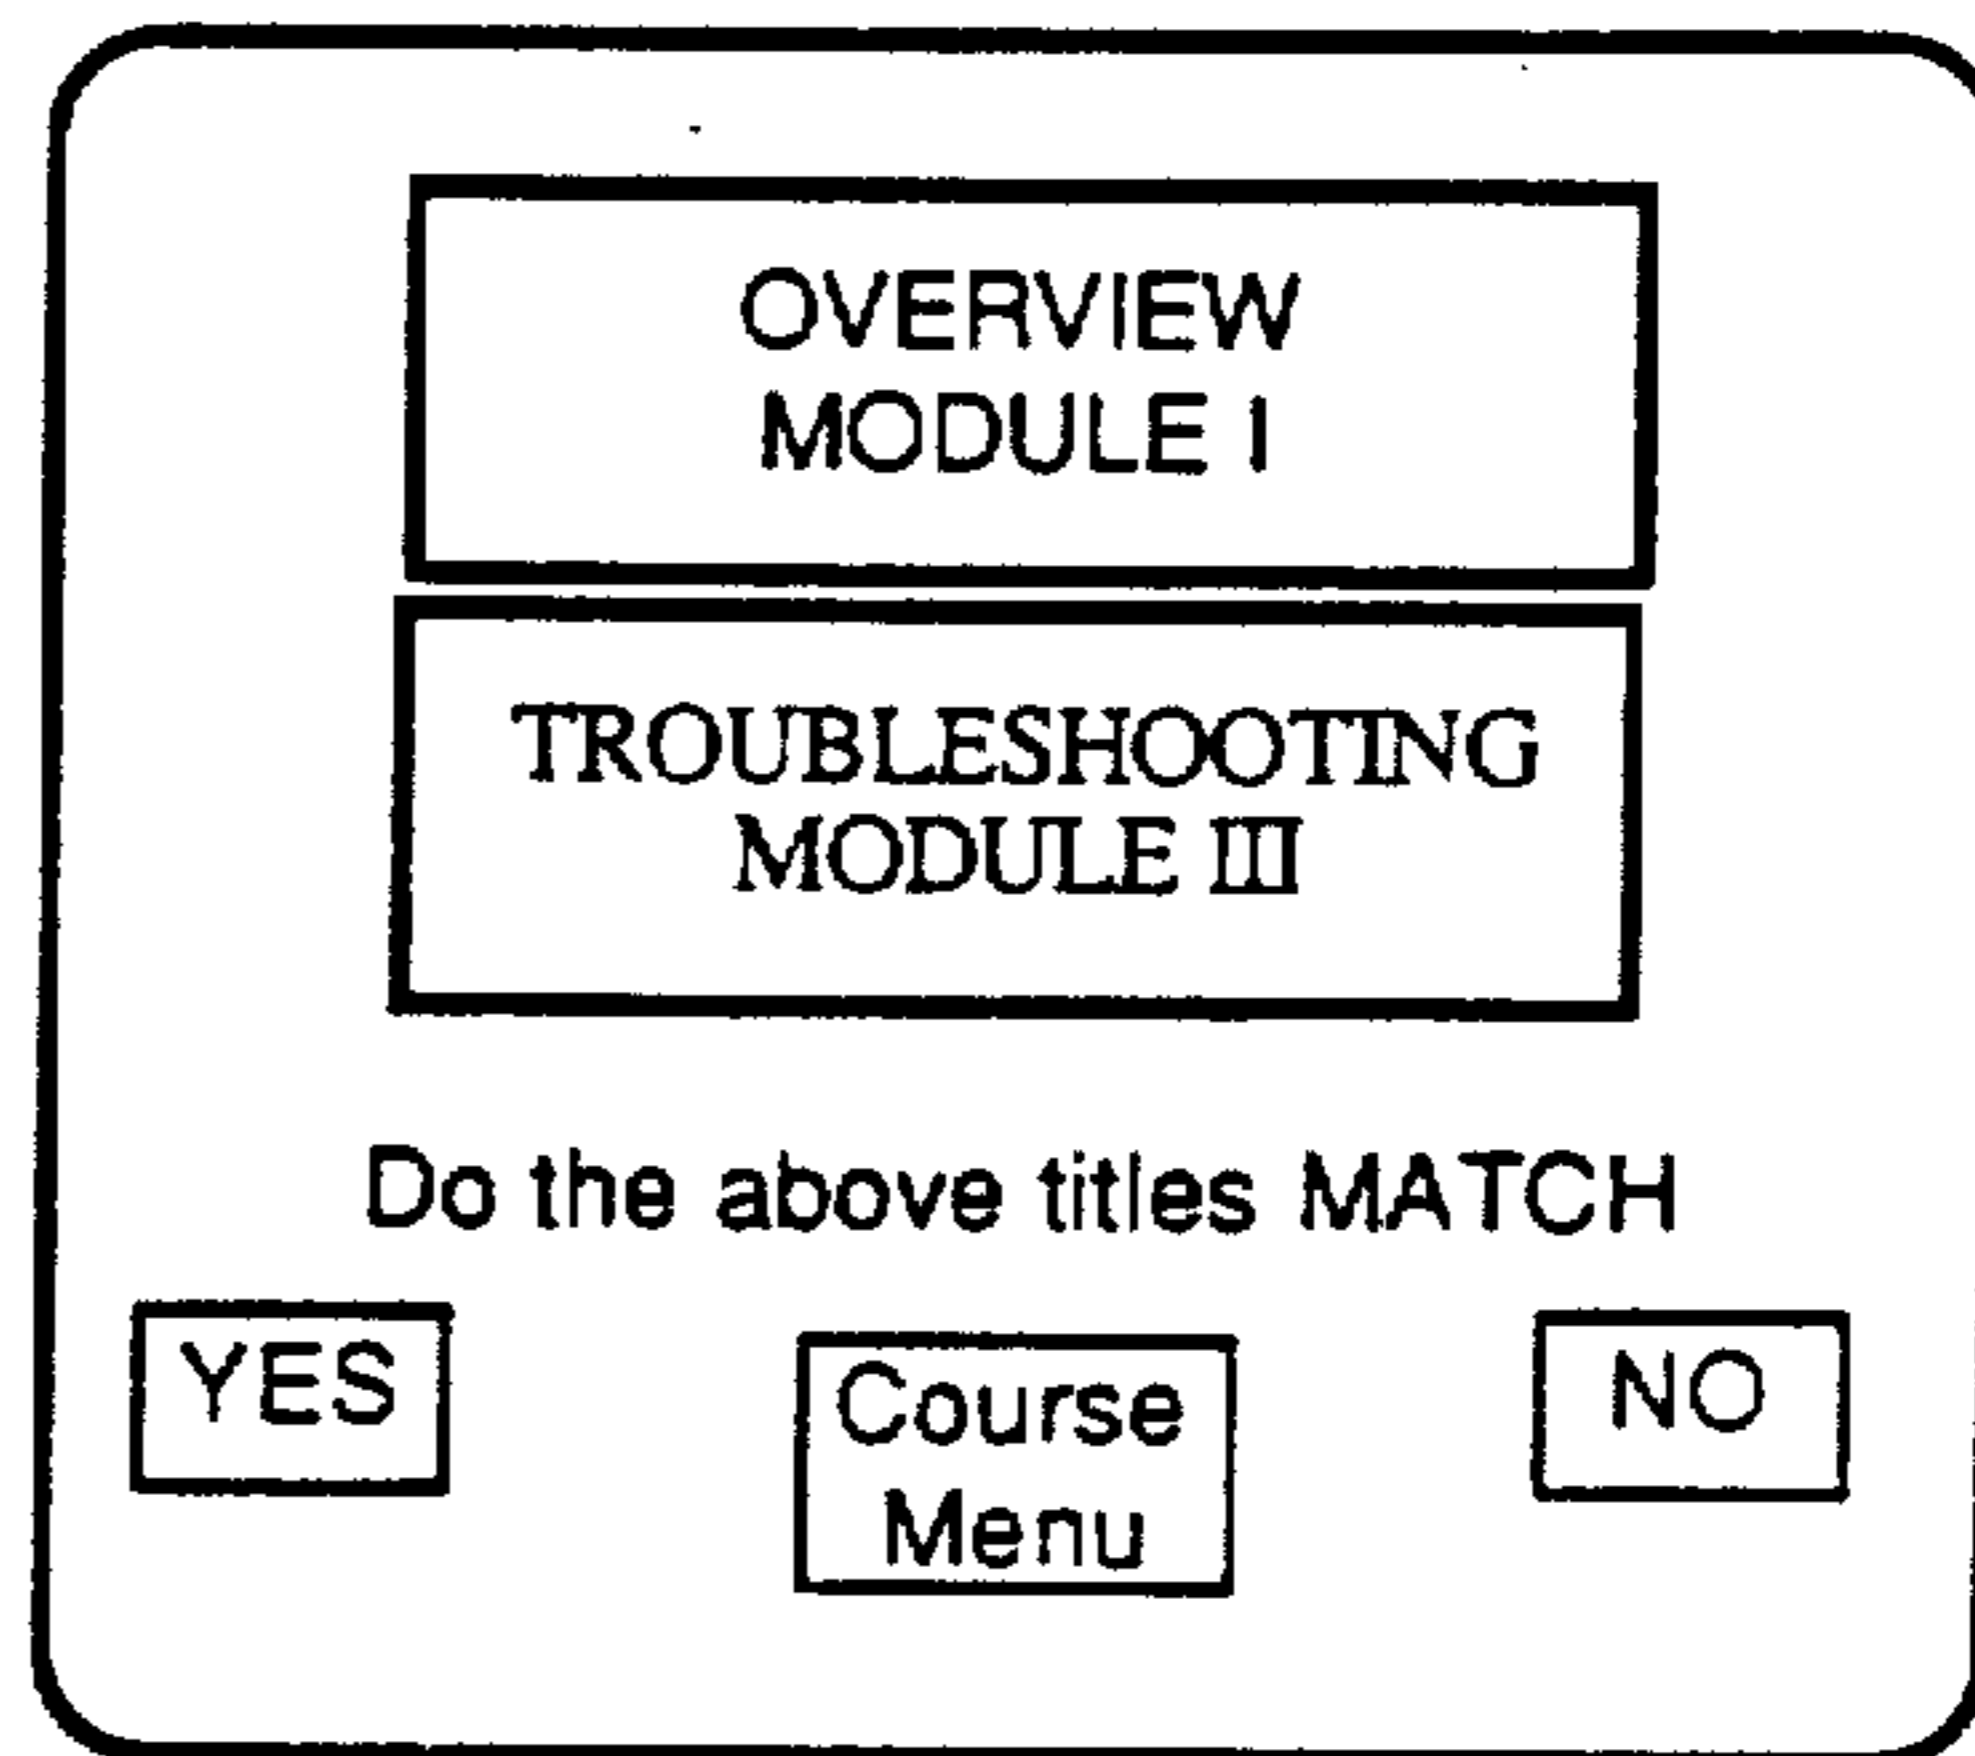 OVERVIEW
MODULE I
TROUBLESHOOTING
MODULE III
Do the above titles MATCH
YES
Course
Menu
NO